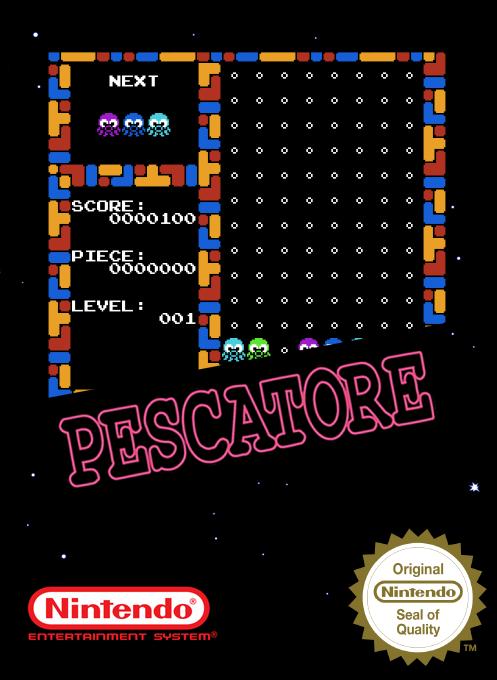 NEXT
SCORE:
0000100
PIECE:
0000000
LEVEL:
001
PESCATORE
Nintendo®
ENTERTAINMENT SYSTEM®
Original
Nintendo
Seal of
Quality
TM